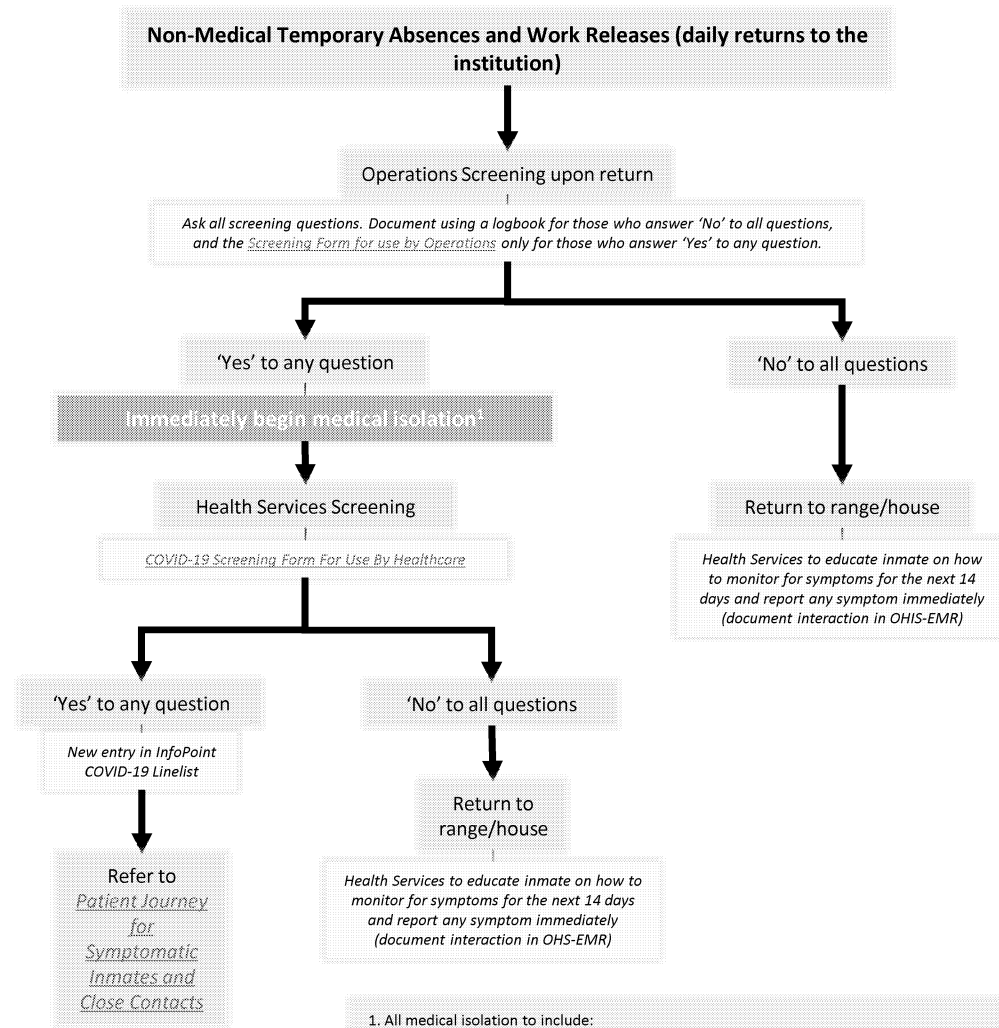 Non-Medical Temporary Absences and Work Releases (daily returns to the
institution)
Operations Screening upon return
Ask all screening questions. Document using a logbook for those who answer ‘No’ to all questions,
and the Screening Form for use by Operations only for those who answer ‘Yes’ to any question.
‘Yes’ to any question
‘No’ to all questions
Immediately begin medical isolation¹
Health Services Screening
Return to range/house
COVID-19 Screening Form For Use By Healthcare
Health Services to educate inmate on how
to monitor for symptoms for the next 14
days and report any symptom immediately
(document interaction in OHIS-EMR)
‘Yes’ to any question
‘No’ to all questions
New entry in InfoPoint
COVID-19 Linelist
Return to
range/house
Refer to
Patient Journey
for
Symptomatic
Inmates and
Close Contacts
Health Services to educate inmate on how to
monitor for symptoms for the next 14 days
and report any symptom immediately
(document interaction in OHS-EMR)
1. All medical isolation to include: